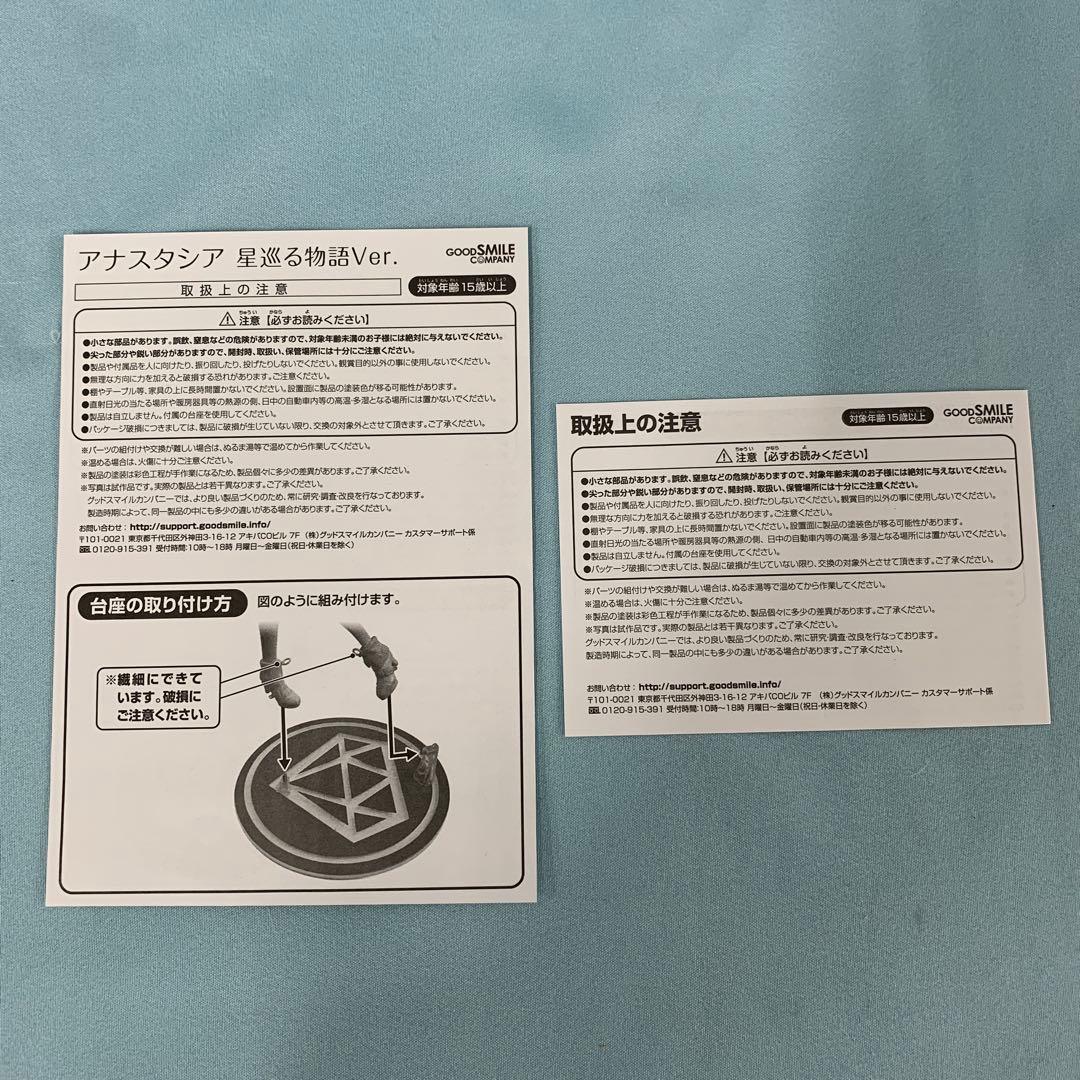 アナスタシア 星巡る物語Ver.
GOOD SMILE
COMPANY
取扱上の注意
対象年齢15歳以上
注意【必ずお読みください】
●小さな部品があります。誤飲、窒息などの危険がありますので、対象年齢未満のお子様には絶対に与えないでください。
●尖った部分や鋭い部分がありますので、開封時、取扱い、保管場所には十分にご注意ください。
●製品や付属品を人に向けたり、振り回したり、投げたりしないでください。観賞目的以外の事に使用しないでください。
●無理な方向に力を加えると破損する恐れがあります。ご注意ください。
●棚やテーブル等、家具の上に長時間置かないでください。設置面に製品の塗装色が移る可能性があります。
●直射日光の当たる場所や暖房器具等の熱源の側、日中の自動車内等の高温・多湿となる場所には置かないでください。
●製品は自立しません。付属の台座を使用してください。
●パッケージ破損につきましては、製品に破損が生じていない限り、交換の対象外とさせて頂きます。ご了承ください。
※パーツの組付けや交換が難しい場合は、ぬるま湯等で温めてから作業してください。
※温める場合は、火傷に十分ご注意ください。
※製品の塗装は彩色工程が手作業になるため、製品個々に多少の差異があります。ご了承ください。
※写真は試作品です。実際の製品とは若干異なります。ご了承ください。
グッドスマイルカンパニーでは、より良い製品づくりのため、常に研究・調査・改良を行なっております。
製造時期によって、同一製品の中にも多少の違いがある場合があります。ご了承ください。
お問い合わせ：http://support.goodsmile.info/
〒101-0021 東京都千代田区外神田3-16-12 アキバCOビル 7F （株）グッドスマイルカンパニー カスタマーサポート係
0120-915-391 受付時間：10時〜18時 月曜日〜金曜日（祝日・休業日を除く）
台座の取り付け方
図のように組み付けます。
※繊細にできて
います。破損に
ご注意ください。
取扱上の注意
対象年齢15歳以上
GOOD SMILE
COMPANY
注意【必ずお読みください】
●小さな部品があります。誤飲、窒息などの危険がありますので、対象年齢未満のお子様には絶対に与えないでください。
●尖った部分や鋭い部分がありますので、開封時、取扱い、保管場所には十分にご注意ください。
●製品や付属品を人に向けたり、振り回したり、投げたりしないでください。観賞目的以外の事に使用しないでください。
●無理な方向に力を加えると破損する恐れがあります。ご注意ください。
●棚やテーブル等、家具の上に長時間置かないでください。設置面に製品の塗装色が移る可能性があります。
●直射日光の当たる場所や暖房器具等の熱源の側、日中の自動車内等の高温・多湿となる場所には置かないでください。
●製品は自立しません。付属の台座を使用してください。
●パッケージ破損につきましては、製品に破損が生じていない限り、交換の対象外とさせて頂きます。ご了承ください。
※パーツの組付けや交換が難しい場合は、ぬるま湯等で温めてから作業してください。
※温める場合は、火傷に十分ご注意ください。
※製品の塗装は彩色工程が手作業になるため、製品個々に多少の差異があります。ご了承ください。
※写真は試作品です。実際の製品とは若干異なります。ご了承ください。
グッドスマイルカンパニーでは、より良い製品づくりのため、常に研究・調査・改良を行なっております。
製造時期によって、同一製品の中にも多少の違いがある場合があります。ご了承ください。
お問い合わせ：http://support.goodsmile.info/
〒101-0021 東京都千代田区外神田3-16-12 アキバCOビル 7F （株）グッドスマイルカンパニー カスタマーサポート係
0120-915-391 受付時間：10時〜18時 月曜日〜金曜日（祝日・休業日を除く）